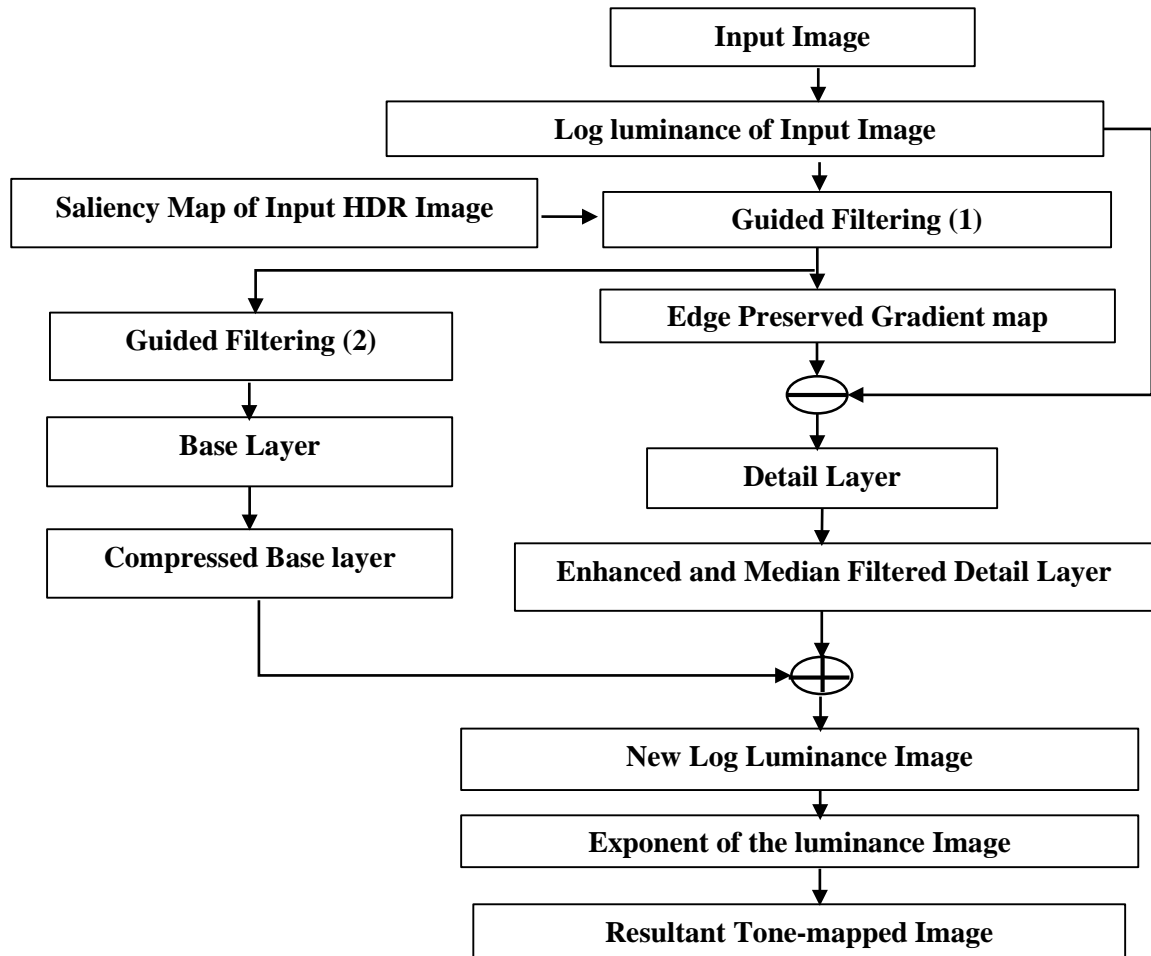 Input Image
Log luminance of Input Image
Saliency Map of Input HDR Image
Guided Filtering (1)
Edge Preserved Gradient map
Guided Filtering (2)
Base Layer
Detail Layer
Compressed Base layer
Enhanced and Median Filtered Detail Layer
New Log Luminance Image
Exponent of the luminance Image
Resultant Tone-mapped Image